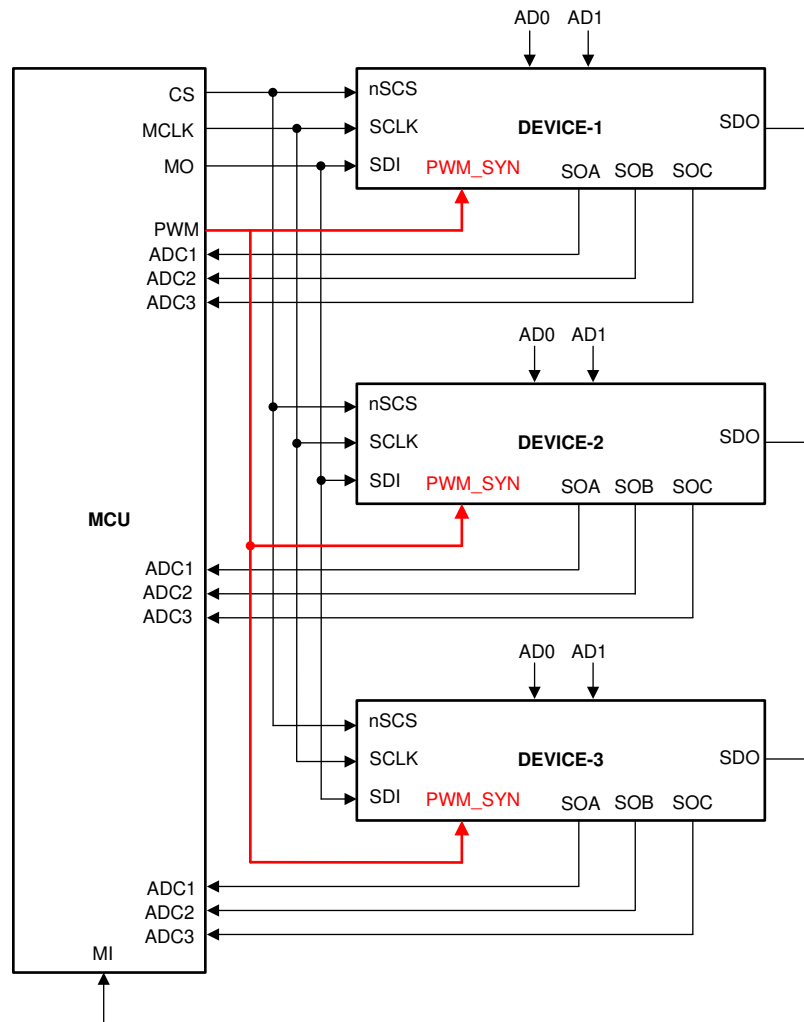 AD0 AD1
CS
nSCS
MCLK
SCLK
DEVICE-1
SDO
MO
SDI
PWM_SYN
SOA SOB SOC
PWM
ADC1
ADC2
ADC3
AD0 AD1
nSCS
SCLK
DEVICE-2
SDO
SDI
PWM_SYN
SOA SOB SOC
MCU
ADC1
ADC2
ADC3
AD0 AD1
nSCS
SCLK
DEVICE-3
SDO
SDI
PWM_SYN
SOA SOB SOC
ADC1
ADC2
ADC3
MI